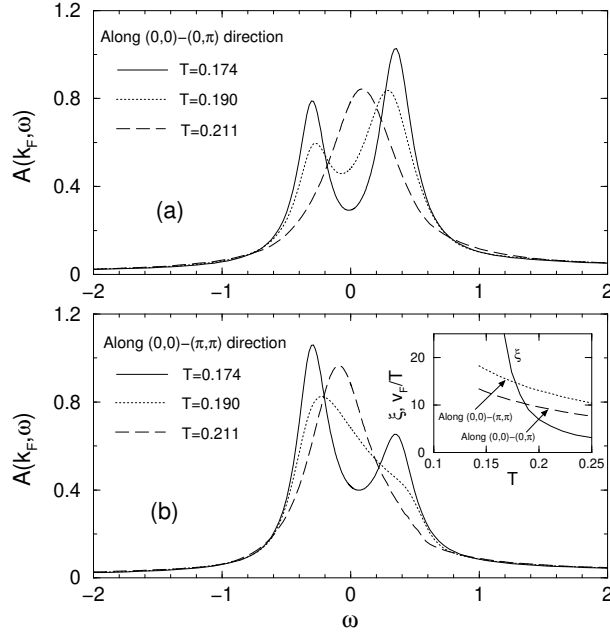 1.2
Along (0,0)−(0,π) direction
T=0.174
T=0.190
T=0.211
0.8
A(k_F,ω)
0.4
(a)
0
−2 −1 0 1 2
1.2
Along (0,0)−(π,π) direction
T=0.174
T=0.190
T=0.211
0.8
A(k_F,ω)
0.4
(b)
0
−2 −1 0 1 2
ω
20
10
0
ξ, v_F/T
ξ
Along (0,0)−(π,π)
Along (0,0)−(0,π)
0.1 0.15 0.2 0.25
T